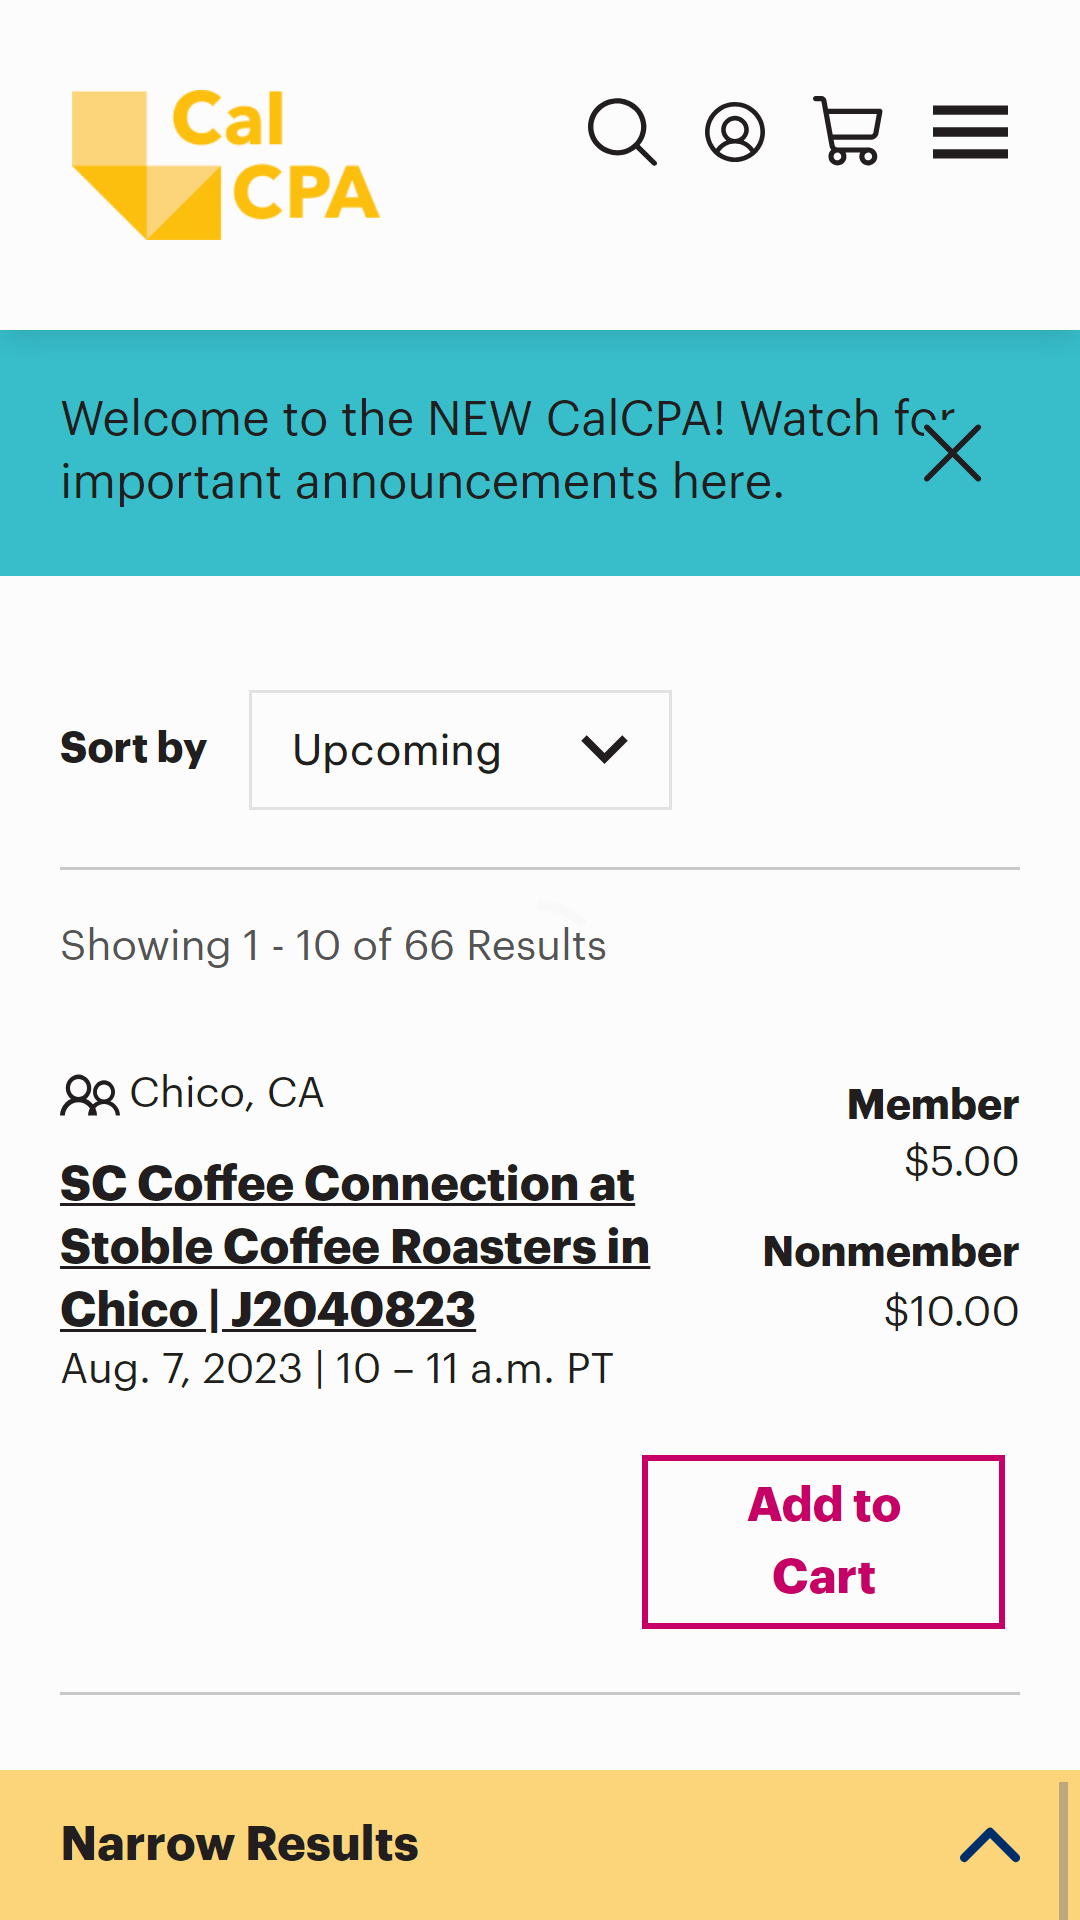 Cal
CPA
Welcome to the NEW CalCPA! Watch for
important announcements here.
Sort by
Upcoming
Showing 1 - 10 of 66 Results
Chico, CA
Member
$5.00
SC Coffee Connection at
Stoble Coffee Roasters in
Chico | J2040823
Nonmember
$10.00
Aug. 7, 2023 | 10 – 11 a.m. PT
Add to
Cart
Narrow Results